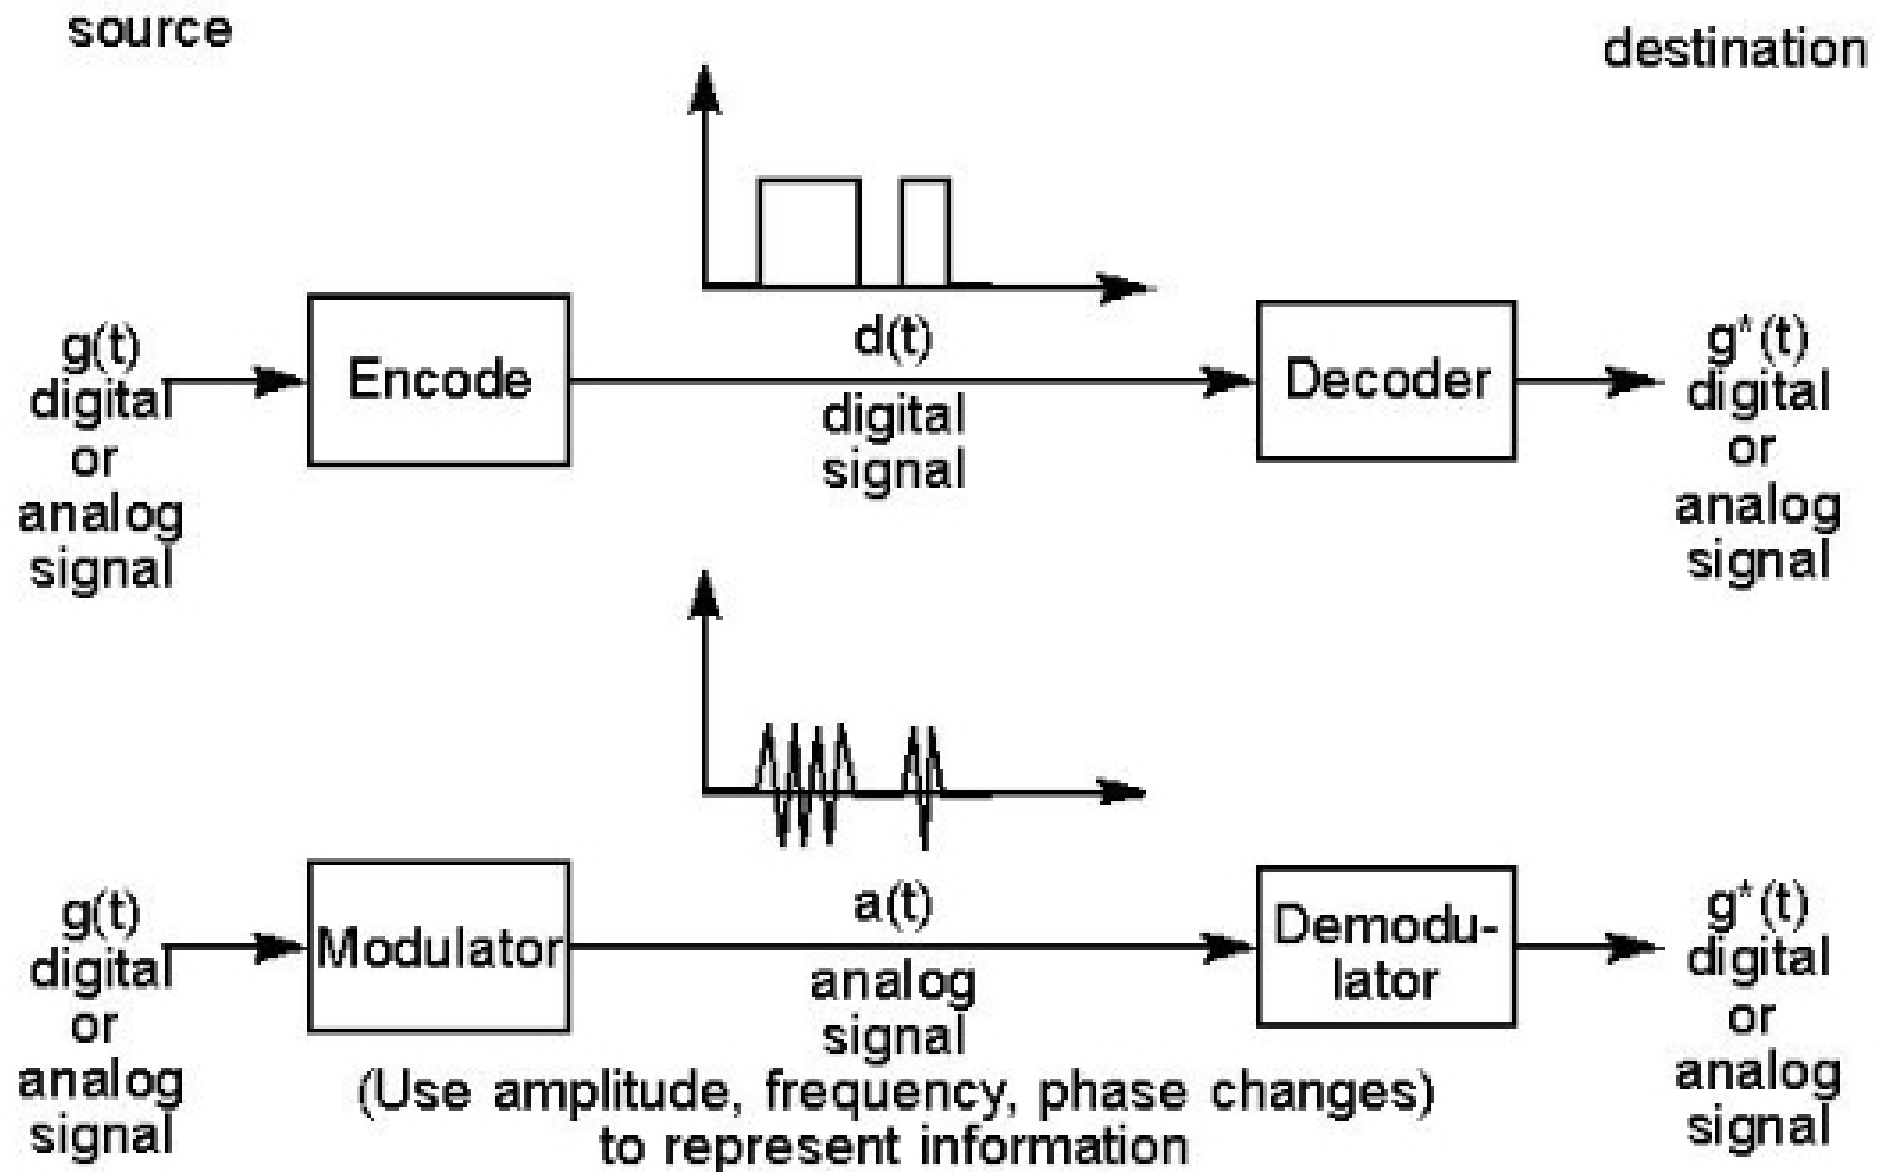 source
destination
g(t)
digital
or
analog
signal
Encode
d(t)
digital
signal
Decoder
g*(t)
digital
or
analog
signal
g(t)
digital
or
analog
signal
Modulator
a(t)
analog
signal
(Use amplitude, frequency, phase changes)
to represent information
Demodu-
lator
g*(t)
digital
or
analog
signal